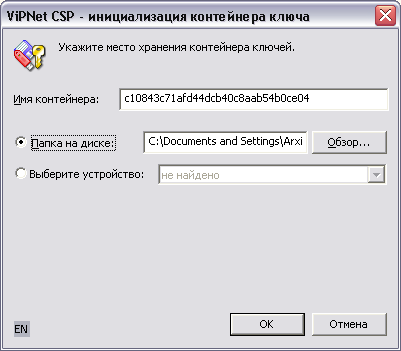 ViPNet CSP - инициализация контейнера ключа
Укажите место хранения контейнера ключей.
Имя контейнера: c10843c71afd44dcb40c8aab54b0ce04
Папка на диске: C:\Documents and Settings\Arxi Обзор...
Выберите устройство: не найдено
EN OK Отмена